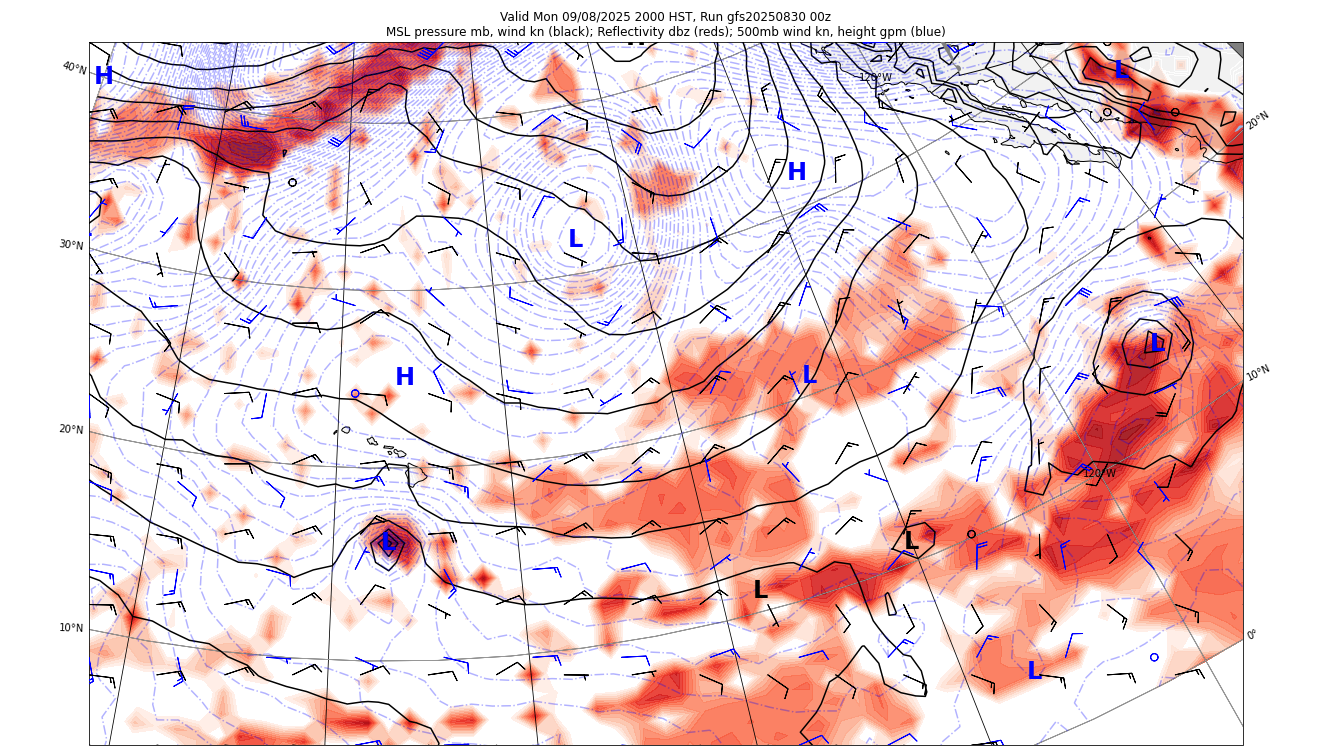 Valid Mon 09/08/2025 2000 HST, Run gfs20250830 00z
MSL pressure mb, wind kn (black); Reflectivity dbz (reds); 500mb wind kn, height gpm (blue)
40°N
H
120°W
L
20°N
H
30°N
L
L
10°N
H
L
20°N
120°W
L
L
L
10°N
0°
L